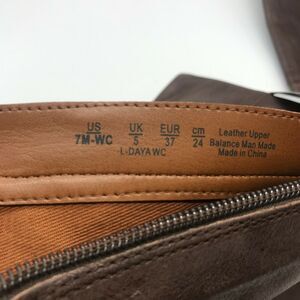 US UK EUR cm Leather Upper
7M-WC 5 37 24 Balance Man Made
L-DAYA WC Made in China